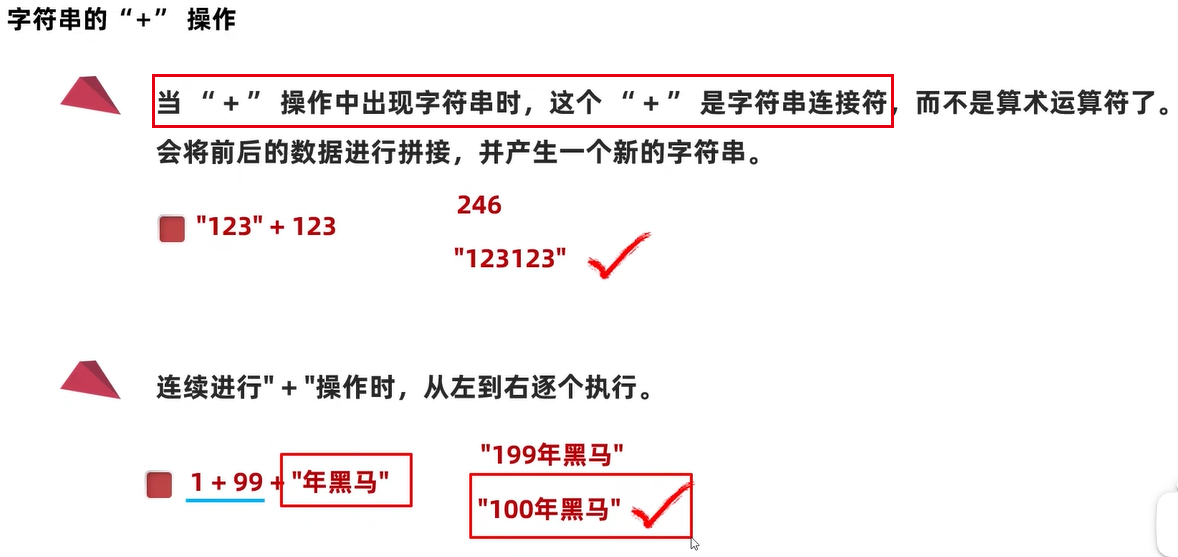 字符串的“+” 操作
当 “+” 操作中出现字符串时，这个 “+” 是字符串连接符，而不是算术运算符了。
会将前后的数据进行拼接，并产生一个新的字符串。
"123" + 123
246
"123123"
连续进行" + "操作时，从左到右逐个执行。
1 + 99 + "年黑马"
"199年黑马"
"100年黑马"